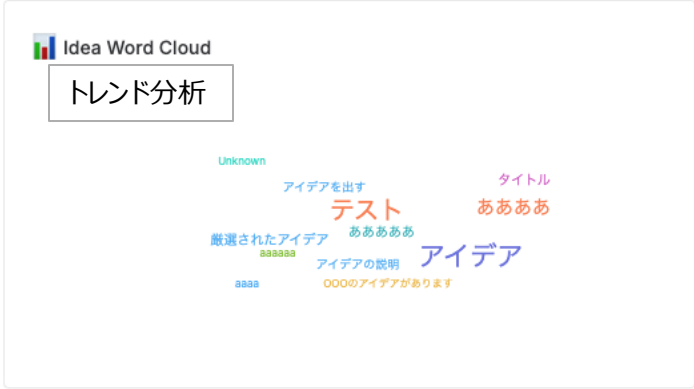 Idea Word Cloud
トレンド分析
Unknown
タイトル
アイデアを出す
テスト
ああああ
あああああ
厳選されたアイデア
アイデア
aaaaaa
アイデアの説明
aaaa
OOOのアイデアがあります